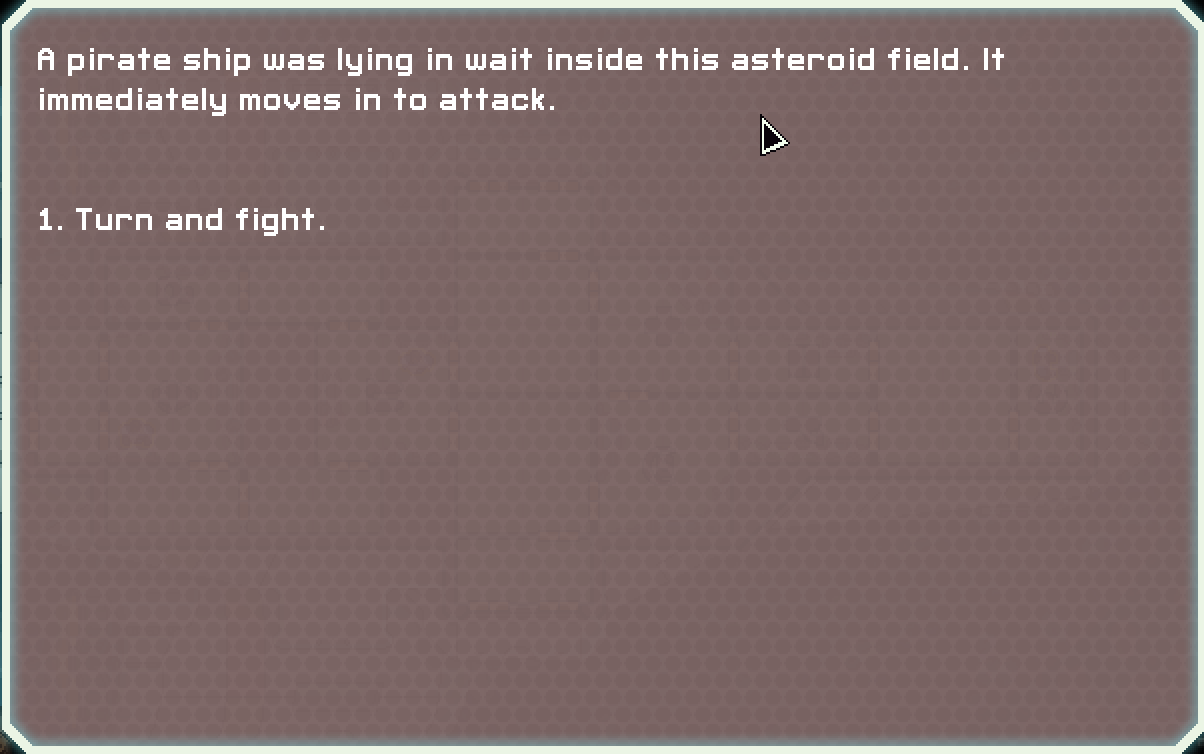 A pirate ship was lying in wait inside this asteroid field. It
immediately moves in to attack.
1. Turn and fight.